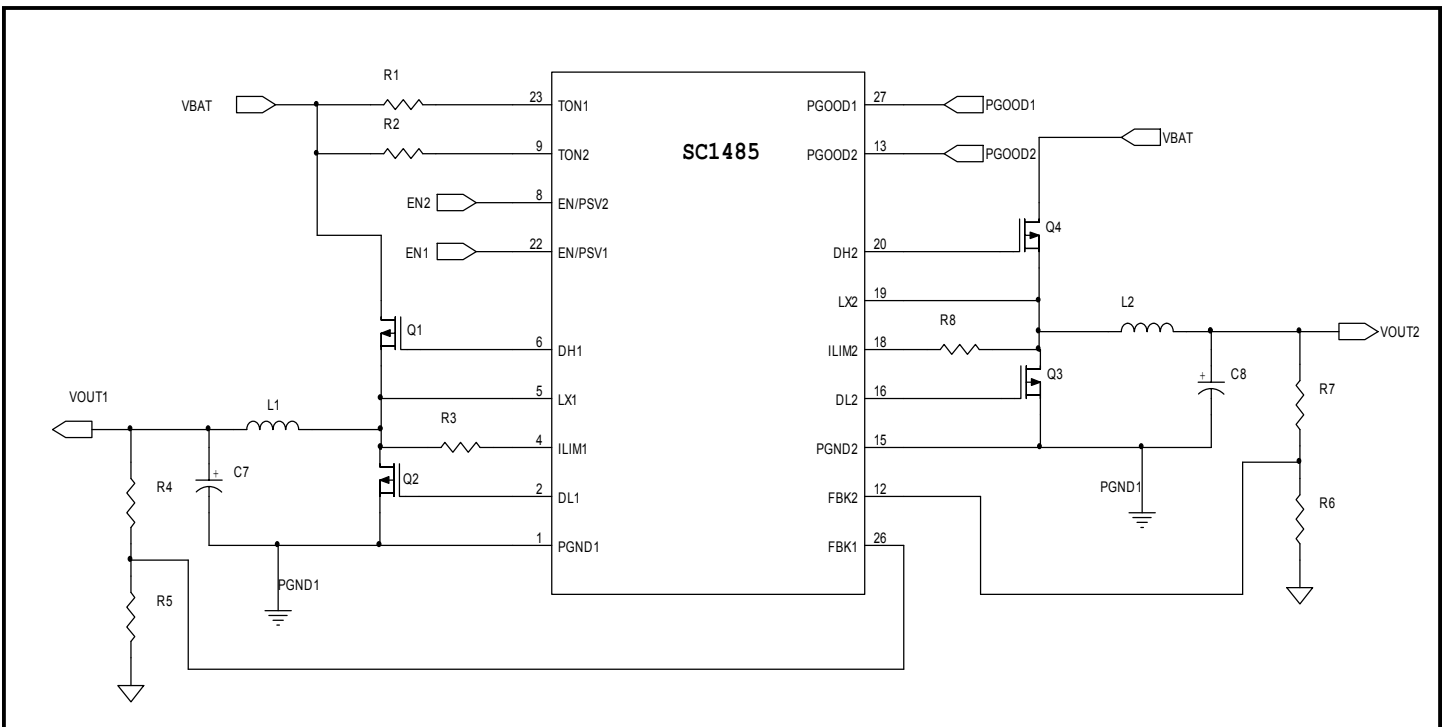 R1
VBAT
23
TON1
R2
9
TON2
8
EN2
EN/PSV2
22
EN1
EN/PSV1
Q1
6
DH1
5
LX1
VOUT1
L1
R3
4
ILIM1
C7
+
Q2
R4
2
DL1
1
PGND1
PGND1
R5
SC1485
PGOOD1
27
PGOOD1
PGOOD2
13
PGOOD2
VBAT
Q4
DH2
20
LX2
19
L2
R8
VOUT2
ILIM2
18
Q3
+
C8
R7
DL2
16
PGND2
15
PGND1
FBK2
12
R6
FBK1
26